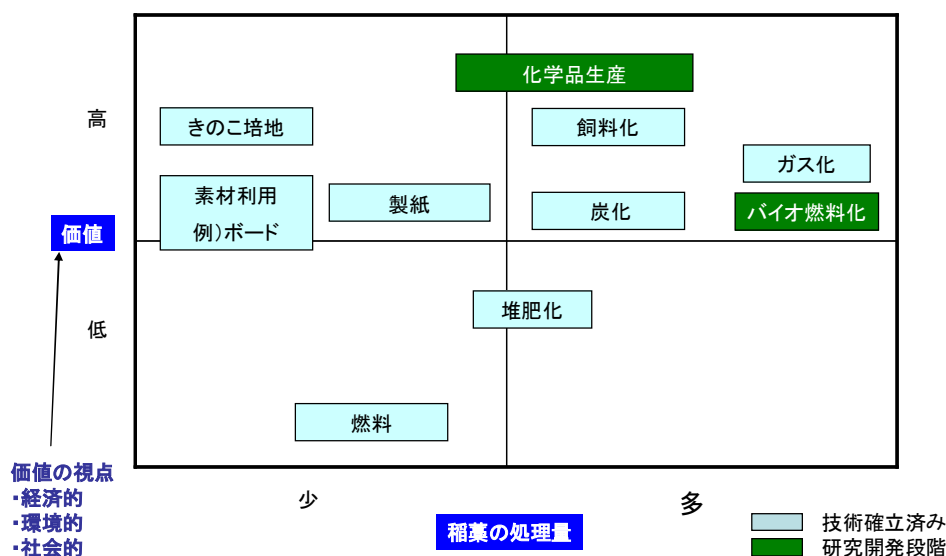 化学品生産
高
きのこ培地
飼料化
ガス化
素材利用
例)ボード
製紙
炭化
バイオ燃料化
価値
堆肥化
低
燃料
価値の視点
・経済的
・環境的
・社会的
少
多
稲藁の処理量
技術確立済み
研究開発段階